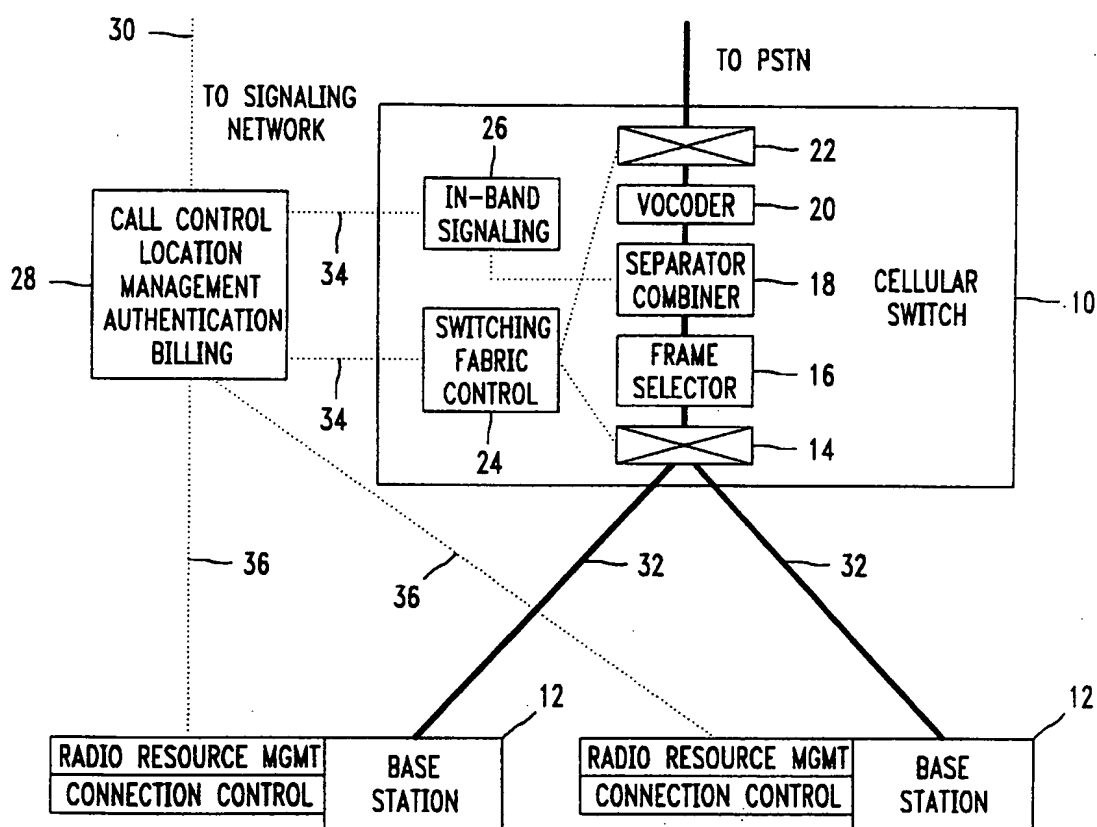 30
TO PSTN
TO SIGNALING
NETWORK
26
22
IN-BAND
SIGNALING
VOCODER
20
CALL CONTROL
LOCATION
MANAGEMENT
AUTHENTICATION
BILLING
28
34
SEPARATOR
COMBINER
18
CELLULAR
SWITCH
10
SWITCHING
FABRIC
CONTROL
FRAME
SELECTOR
16
34
24
14
36
36
32
32
12
12
RADIO RESOURCE MGMT
CONNECTION CONTROL
BASE
STATION
RADIO RESOURCE MGMT
CONNECTION CONTROL
BASE
STATION